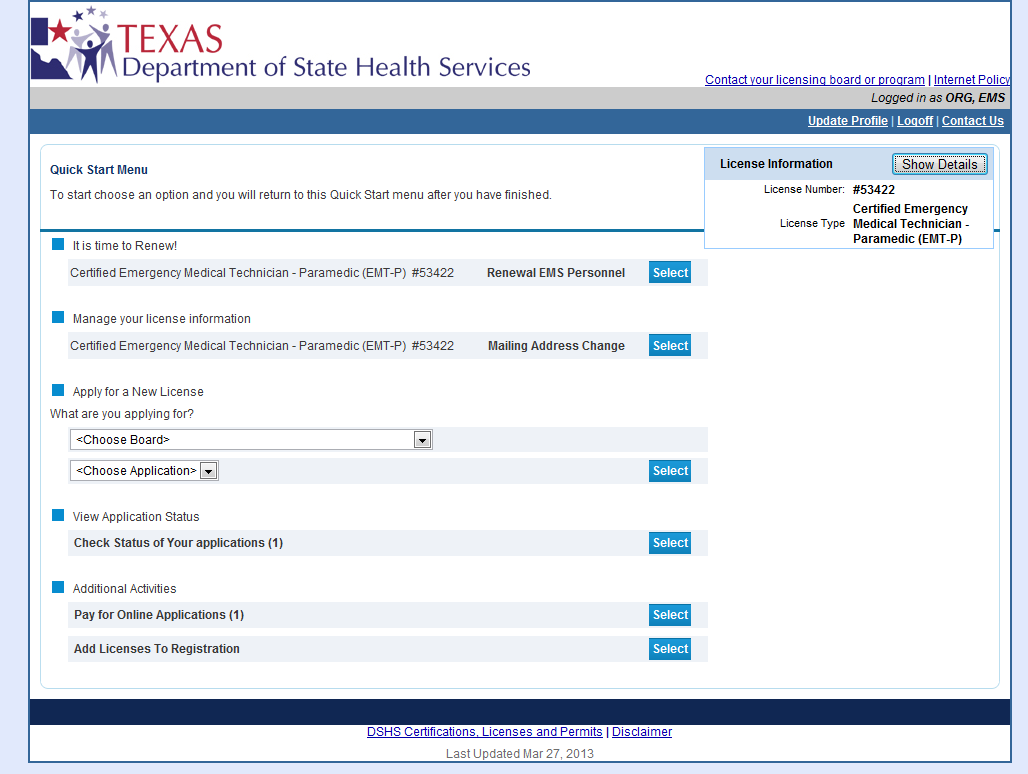 TEXAS
Department of State Health Services
Contact your licensing board or program | Internet Policy
Logged in as ORG, EMS
Update Profile | Logoff | Contact Us
Quick Start Menu
To start choose an option and you will return to this Quick Start menu after you have finished.
License Information
Show Details
License Number: #53422
License Type Certified Emergency
Medical Technician -
Paramedic (EMT-P)
It is time to Renew!
Certified Emergency Medical Technician - Paramedic (EMT-P) #53422 Renewal EMS Personnel Select
Manage your license information
Certified Emergency Medical Technician - Paramedic (EMT-P) #53422 Mailing Address Change Select
Apply for a New License
What are you applying for?
<Choose Board>
<Choose Application> Select
View Application Status
Check Status of Your applications (1) Select
Additional Activities
Pay for Online Applications (1) Select
Add Licenses To Registration Select
DSHS Certifications, Licenses and Permits | Disclaimer
Last Updated Mar 27, 2013